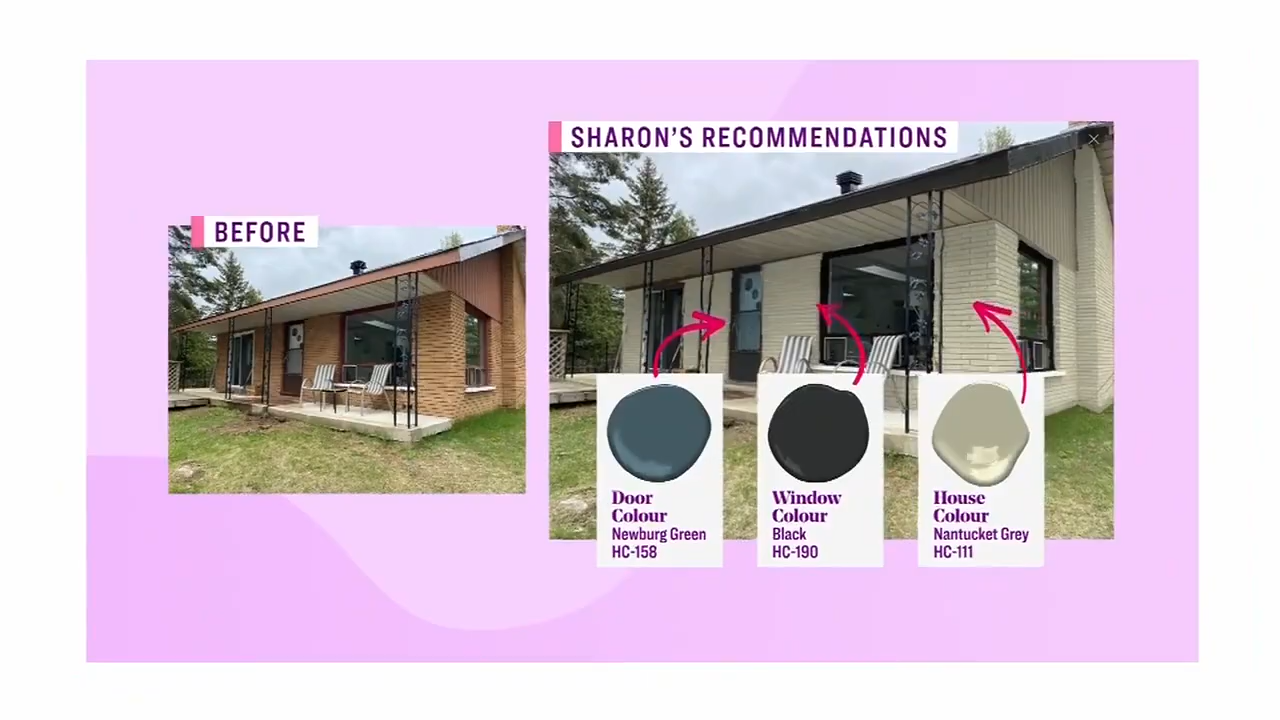 BEFORE
SHARON'S RECOMMENDATIONS
Door
Colour
Newburg Green
HC-158
Window
Colour
Black
HC-190
House
Colour
Nantucket Grey
HC-111